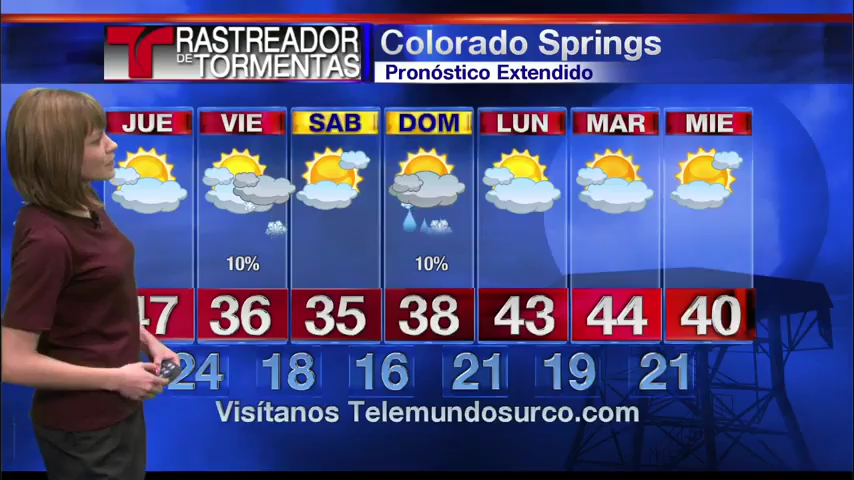 RASTREADOR
DE TORMENTAS
Colorado Springs
Pronóstico Extendido
JUE VIE SAB DOM LUN MAR MIE
10% 10%
47 36 35 38 43 44 40
24 18 16 21 19 21
Visítanos Telemundosurco.com